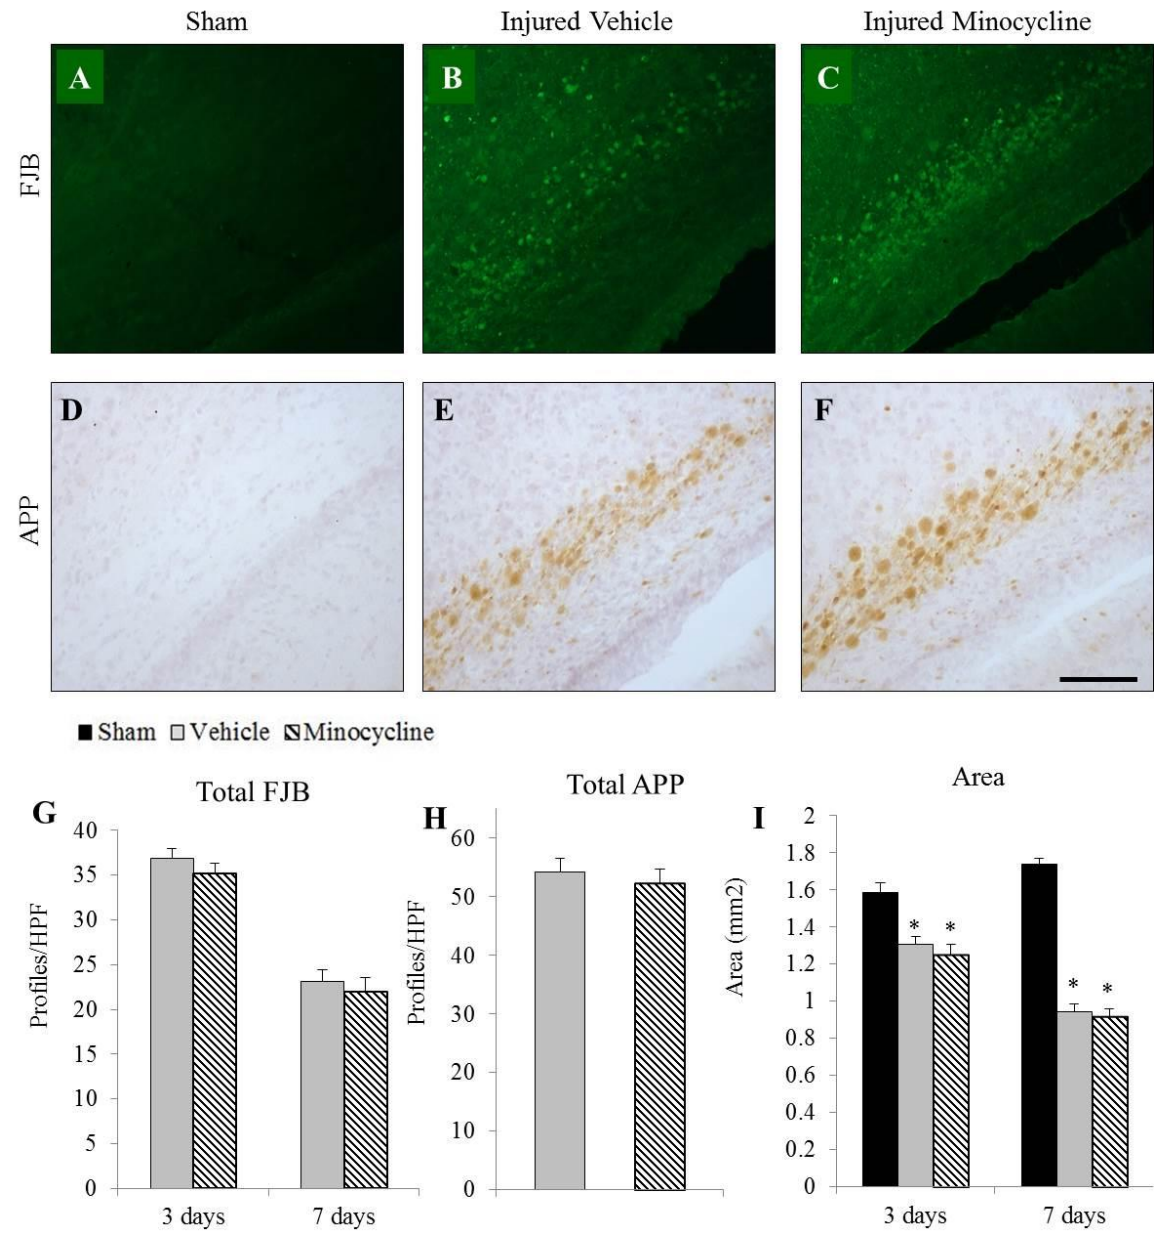 Sham Injured Vehicle Injured Minocycline
A B C
FJB
D E F
APP
Sham Vehicle Minocycline
G Total FJB
40
35
30
25
20
15
10
5
0
Profiles/HPF
3 days 7 days
H Total APP
60
50
40
30
20
10
0
Profiles/HPF
I Area
2
1.8
1.6
1.4
1.2
1
0.8
0.6
0.4
0.2
0
Area (mm2)
* *
* *
3 days 7 days